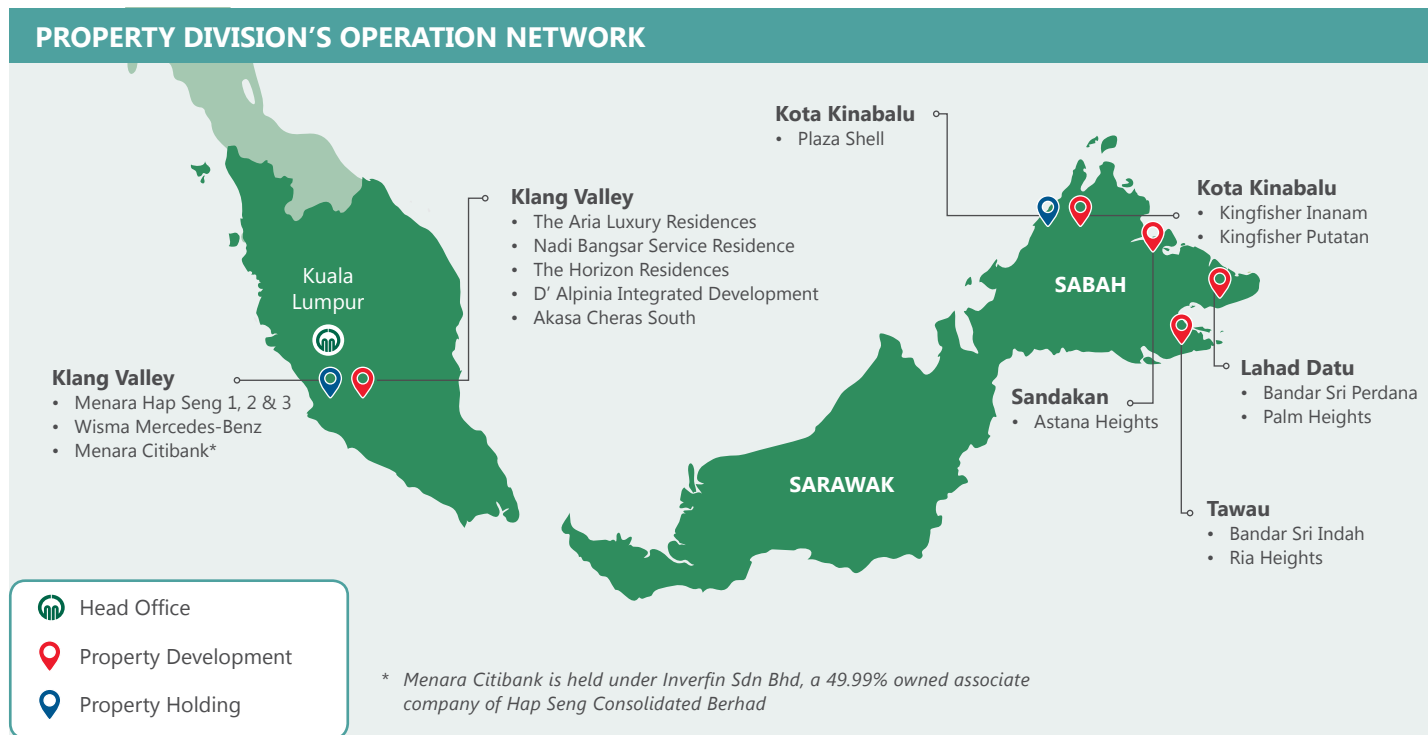 PROPERTY DIVISION'S OPERATION NETWORK
Kota Kinabalu
• Plaza Shell
Klang Valley
• The Aria Luxury Residences
• Nadi Bangsar Service Residence
• The Horizon Residences
• D' Alpinia Integrated Development
• Akasa Cheras South
Kota Kinabalu
• Kingfisher Inanam
• Kingfisher Putatan
Kuala
Lumpur
SABAH
Klang Valley
• Menara Hap Seng 1, 2 & 3
• Wisma Mercedes-Benz
• Menara Citibank*
Sandakan
• Astana Heights
Lahad Datu
• Bandar Sri Perdana
• Palm Heights
SARAWAK
Tawau
• Bandar Sri Indah
• Ria Heights
Head Office
Property Development
Property Holding
* Menara Citibank is held under Inverfin Sdn Bhd, a 49.99% owned associate
company of Hap Seng Consolidated Berhad